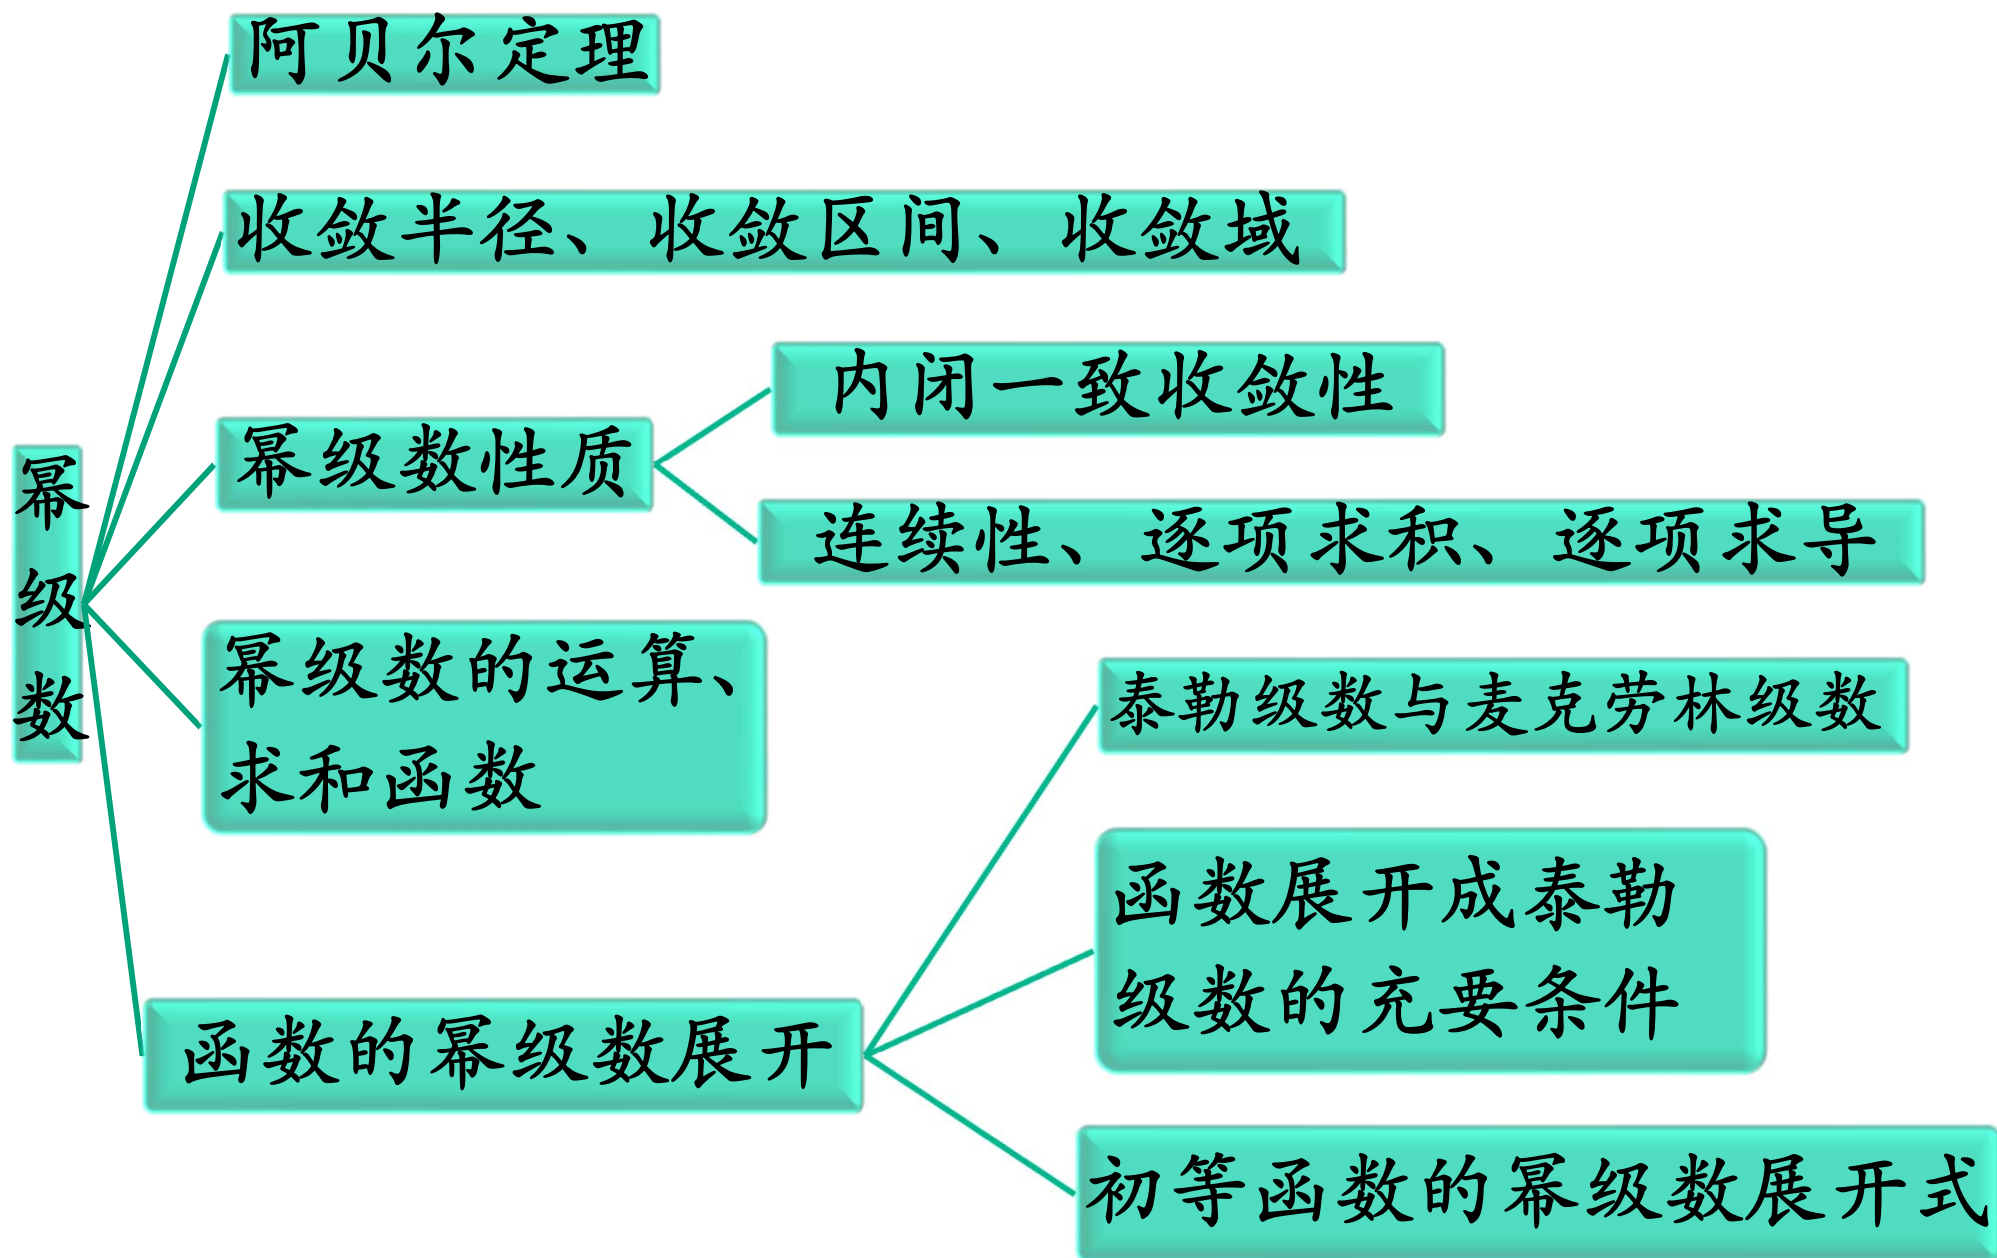 阿贝尔定理
收敛半径、收敛区间、收敛域
内闭一致收敛性
幂级数性质
连续性、逐项求积、逐项求导
幂级数
幂级数的运算、
求和函数
泰勒级数与麦克劳林级数
函数展开成泰勒
级数的充要条件
函数的幂级数展开
初等函数的幂级数展开式